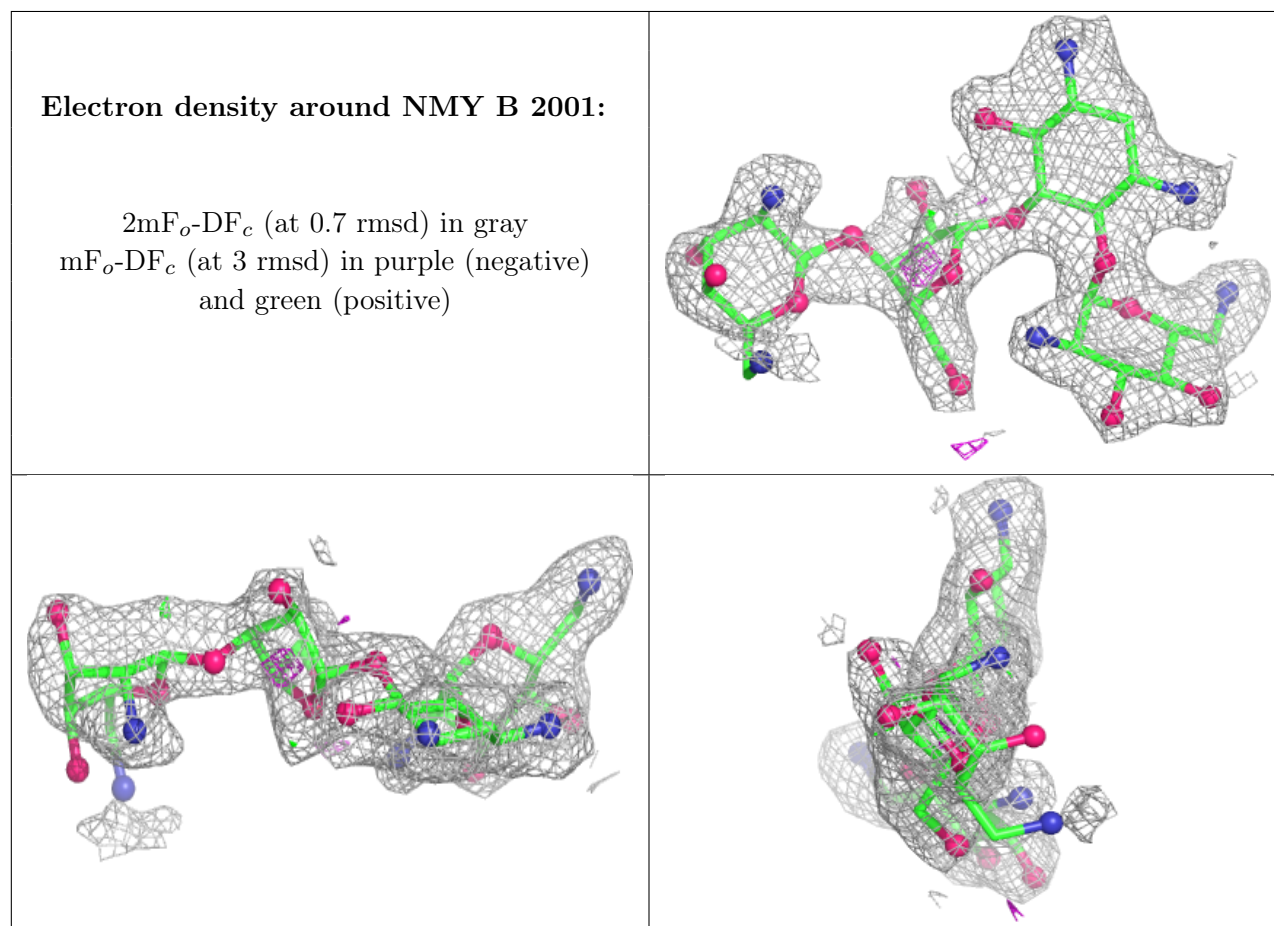 Electron density around NMY B 2001:
2mFo-DFc (at 0.7 rmsd) in gray
mFo-DFc (at 3 rmsd) in purple (negative)
and green (positive)